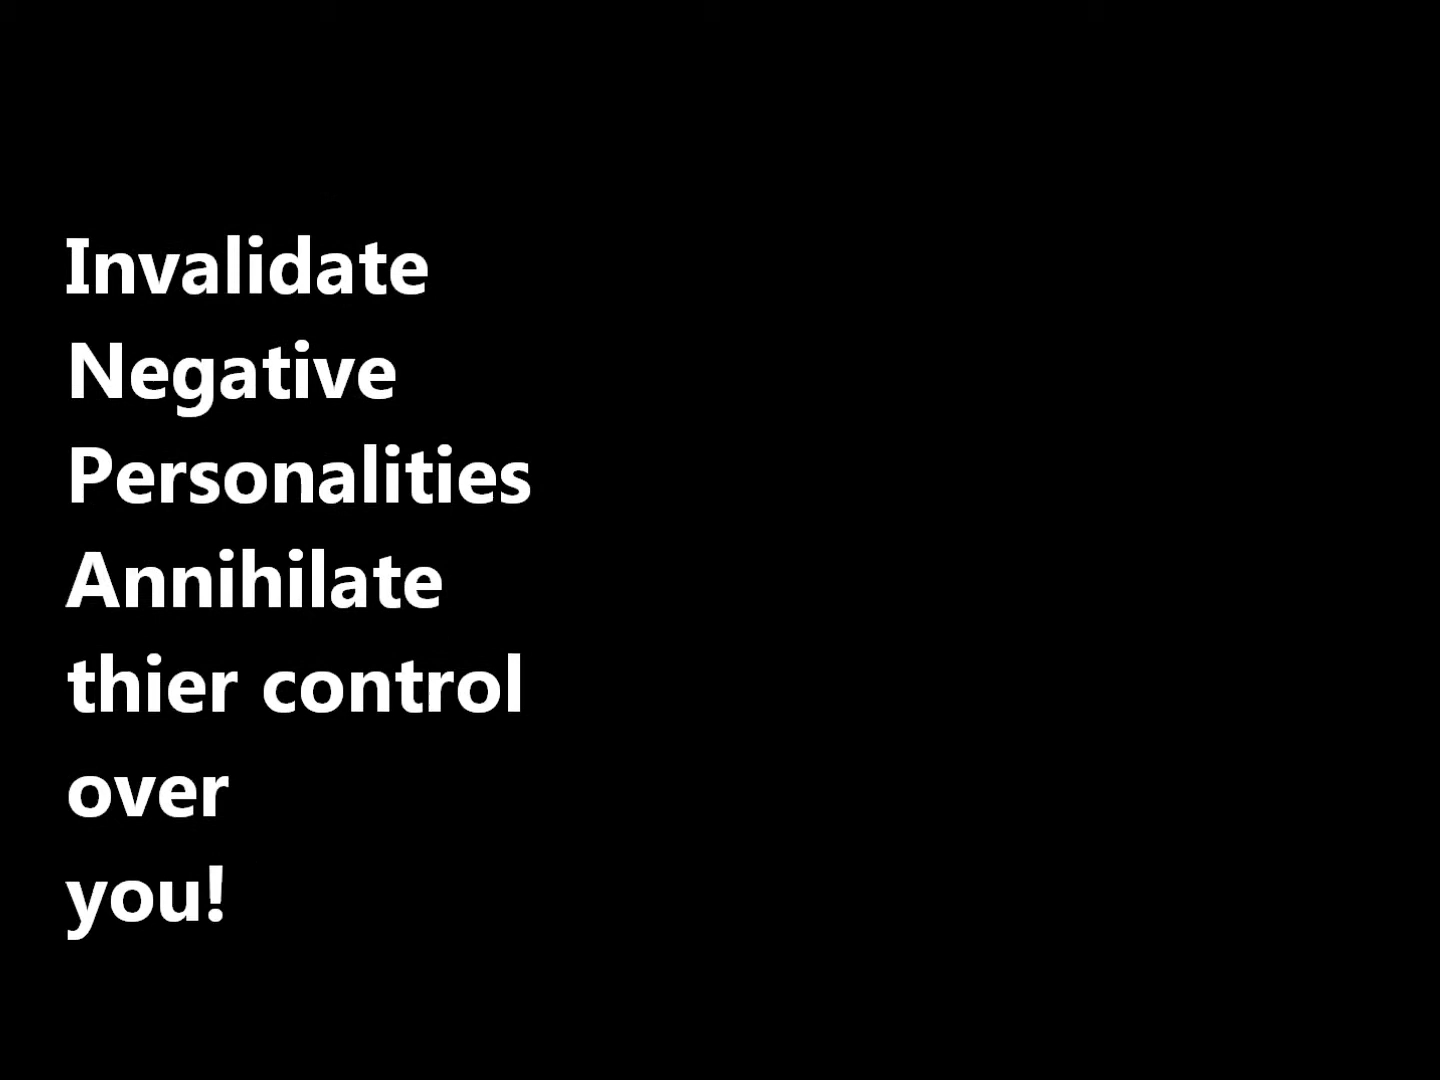 Invalidate
Negative
Personalities
Annihilate
thier control
over
you!